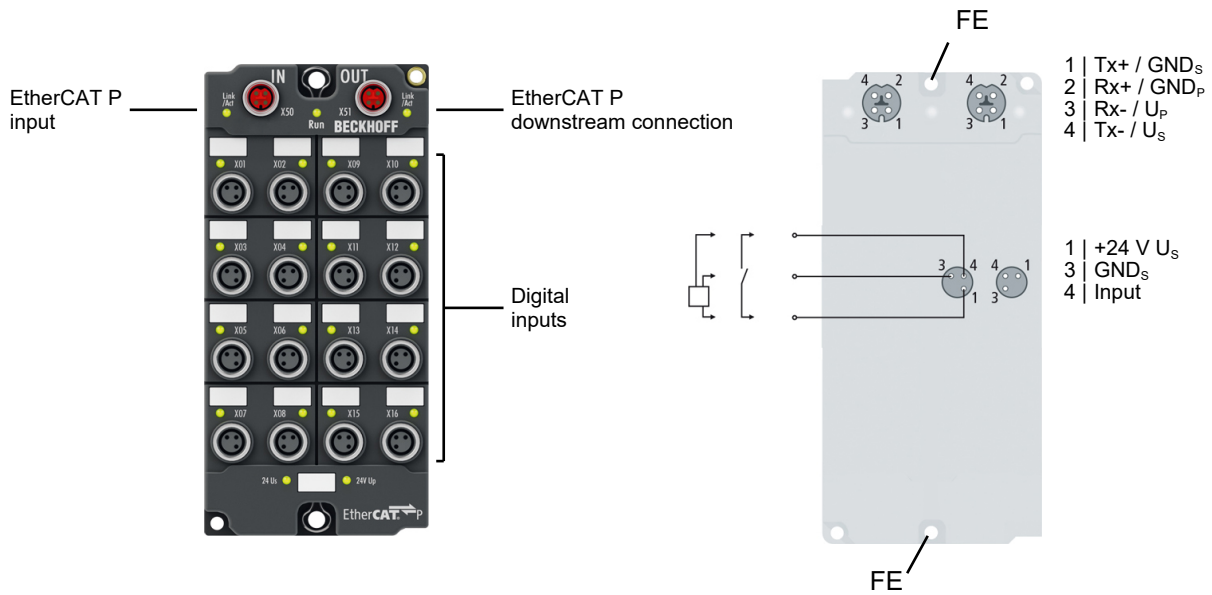 EtherCAT P
input
IN OUT
Link
/Act
X50
Run
X51
Link
/Act
BECKHOFF
X01 X02 X09 X10
X03 X04 X11 X12
X05 X06 X13 X14
X07 X08 X15 X16
24 Us
24V Up
EtherCAT P
EtherCAT P
downstream connection
Digital
inputs
FE
4 2 4 2
3 1 3 1
1 | Tx+ / GNDS
2 | Rx+ / GNDP
3 | Rx- / UP
4 | Tx- / US
3 4 4 1
1 3
1 | +24 V US
3 | GNDS
4 | Input
FE